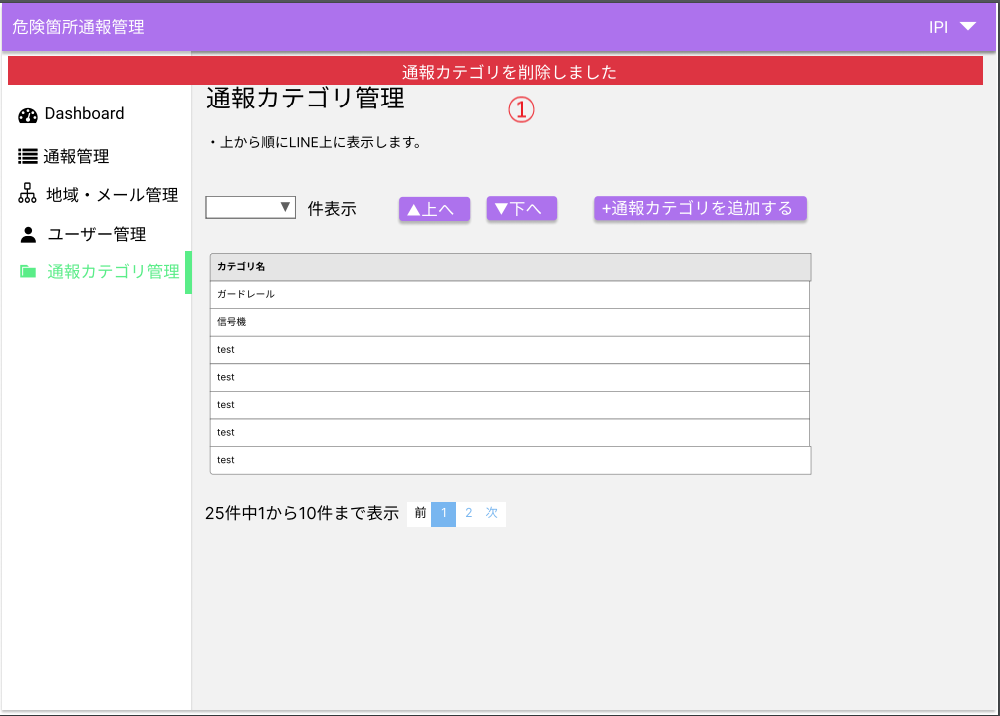 危険箇所通報管理
IPI
通報カテゴリを削除しました
①
Dashboard
通報管理
地域・メール管理
ユーザー管理
通報カテゴリ管理
通報カテゴリ管理
・上から順にLINE上に表示します。
▼ 件表示
▲上へ
▼下へ
+通報カテゴリを追加する
カテゴリ名
ガードレール
信号機
test
test
test
test
test
25件中1から10件まで表示
前 1 2 次